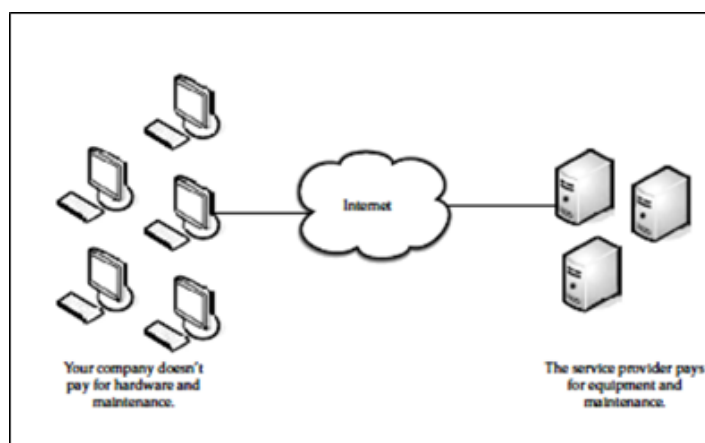 Internet
Your company doesn't
pay for hardware and
maintenance.
The service provider pays
for equipment and
maintenance.